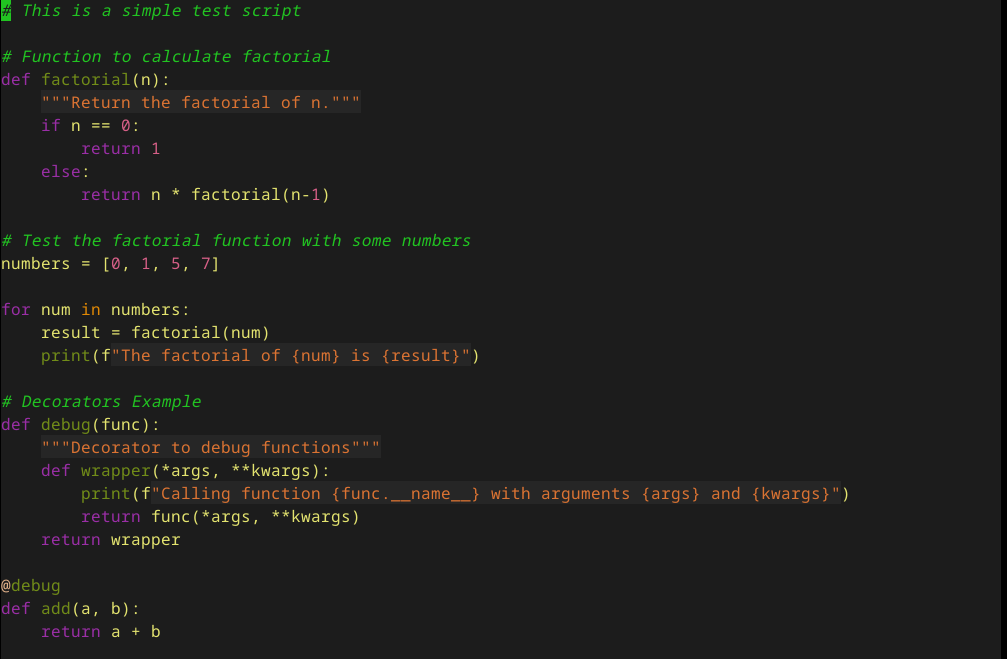 # This is a simple test script

# Function to calculate factorial
def factorial(n):
    """Return the factorial of n."""
    if n == 0:
        return 1
    else:
        return n * factorial(n-1)

# Test the factorial function with some numbers
numbers = [0, 1, 5, 7]

for num in numbers:
    result = factorial(num)
    print(f"The factorial of {num} is {result}")

# Decorators Example
def debug(func):
    """Decorator to debug functions"""
    def wrapper(*args, **kwargs):
        print(f"Calling function {func.__name__} with arguments {args} and {kwargs}")
        return func(*args, **kwargs)
    return wrapper

@debug
def add(a, b):
    return a + b